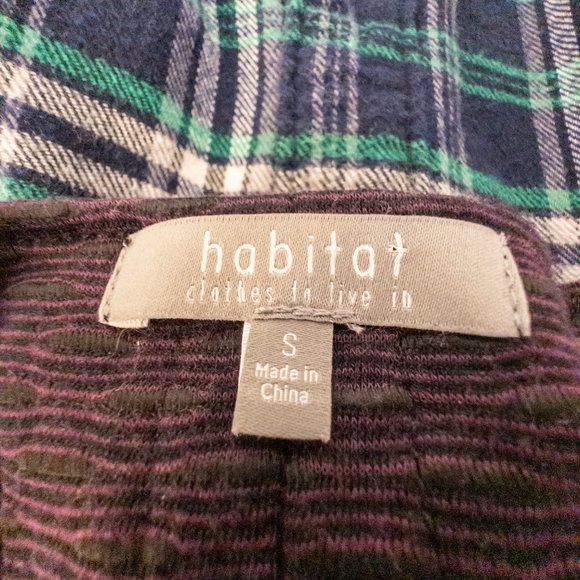 habitat
clothes to live in
S
Made in
China